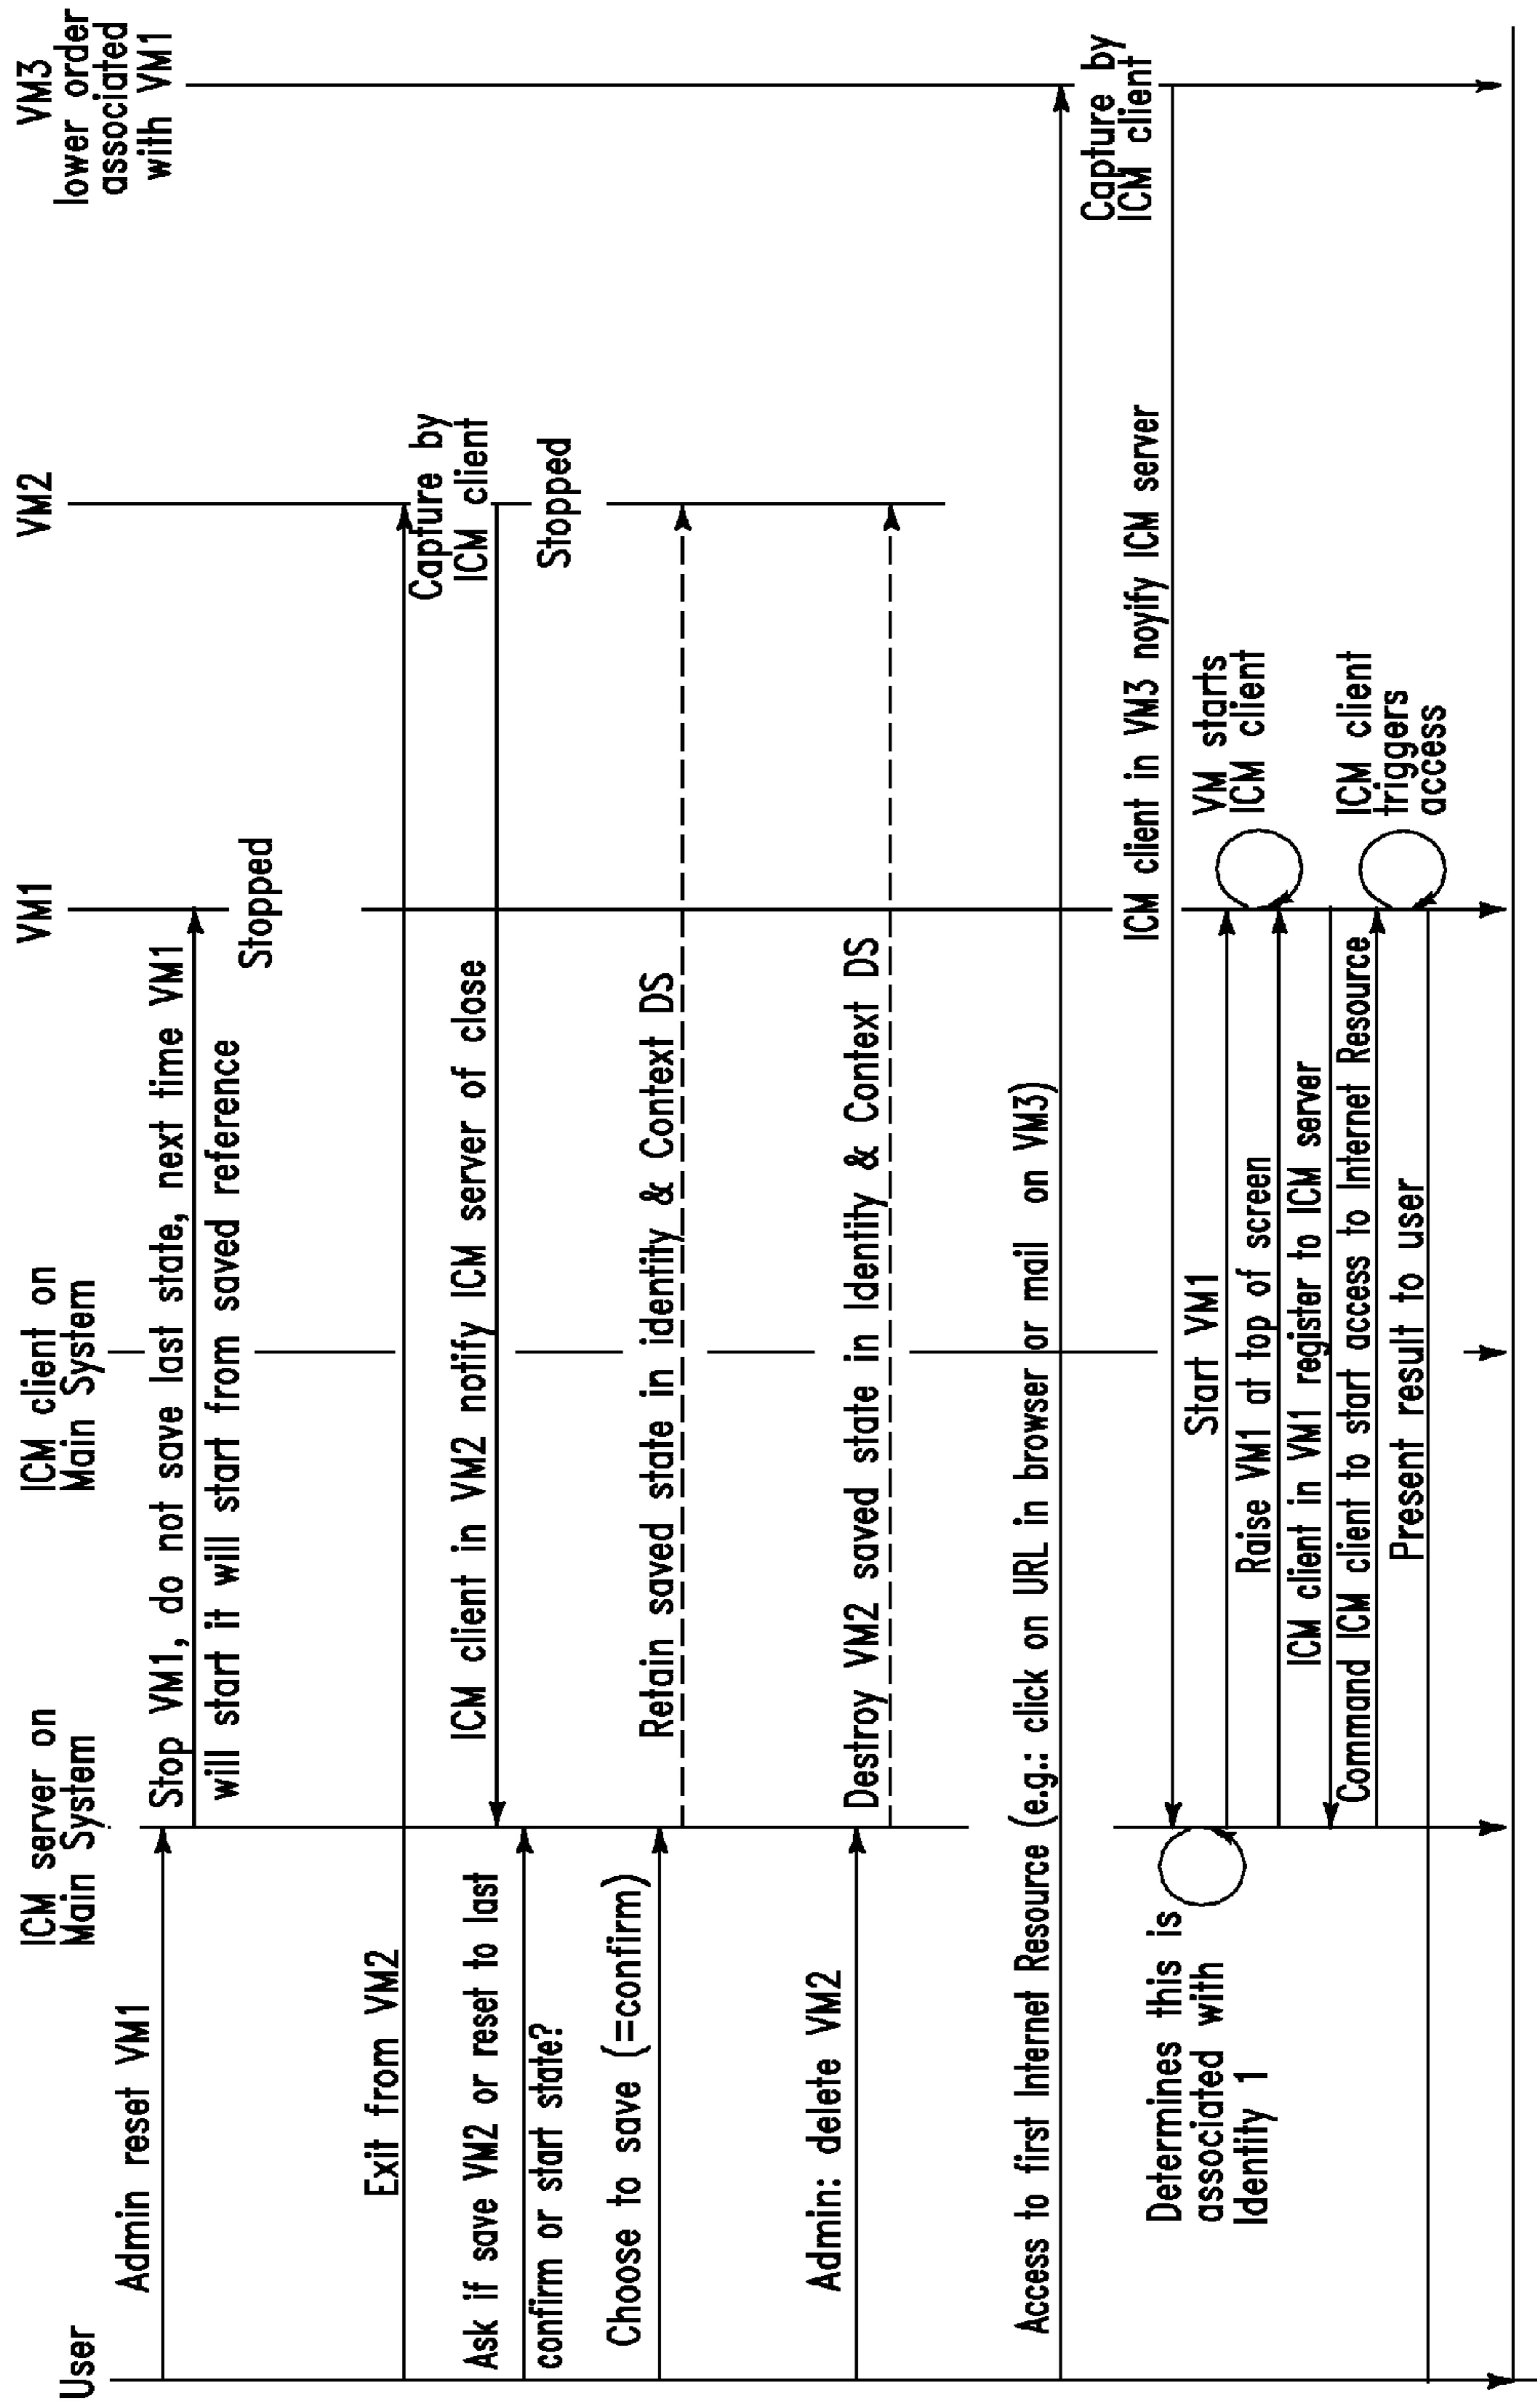 User
ICM server on
Main System
ICM client on
Main System
VM1
VM2
VM3
lower order
associated
with VM1
Admin reset VM1
Stop VM1, do not save last state, next time VM1
will start it will start from saved reference
Stopped
Exit from VM2
Capture by
ICM client
ICM client in VM2 notify ICM server of close
Stopped
Ask if save VM2 or reset to last
confirm or start state?
Choose to save (=confirm)
Retain saved state in identity & Context DS
Admin: delete VM2
Destroy VM2 saved state in Identity & Context DS
Access to first Internet Resource (e.g.: click on URL in browser or mail on VM3)
Capture by
ICM client
ICM client in VM3 noyify ICM server
Determines this is
associated with
Identity 1
Start VM1
VM starts
ICM client
Raise VM1 at top of screen
ICM client in VM1 register to ICM server
Command ICM client to start access to Internet Resource
ICM client
triggers
access
Present result to user